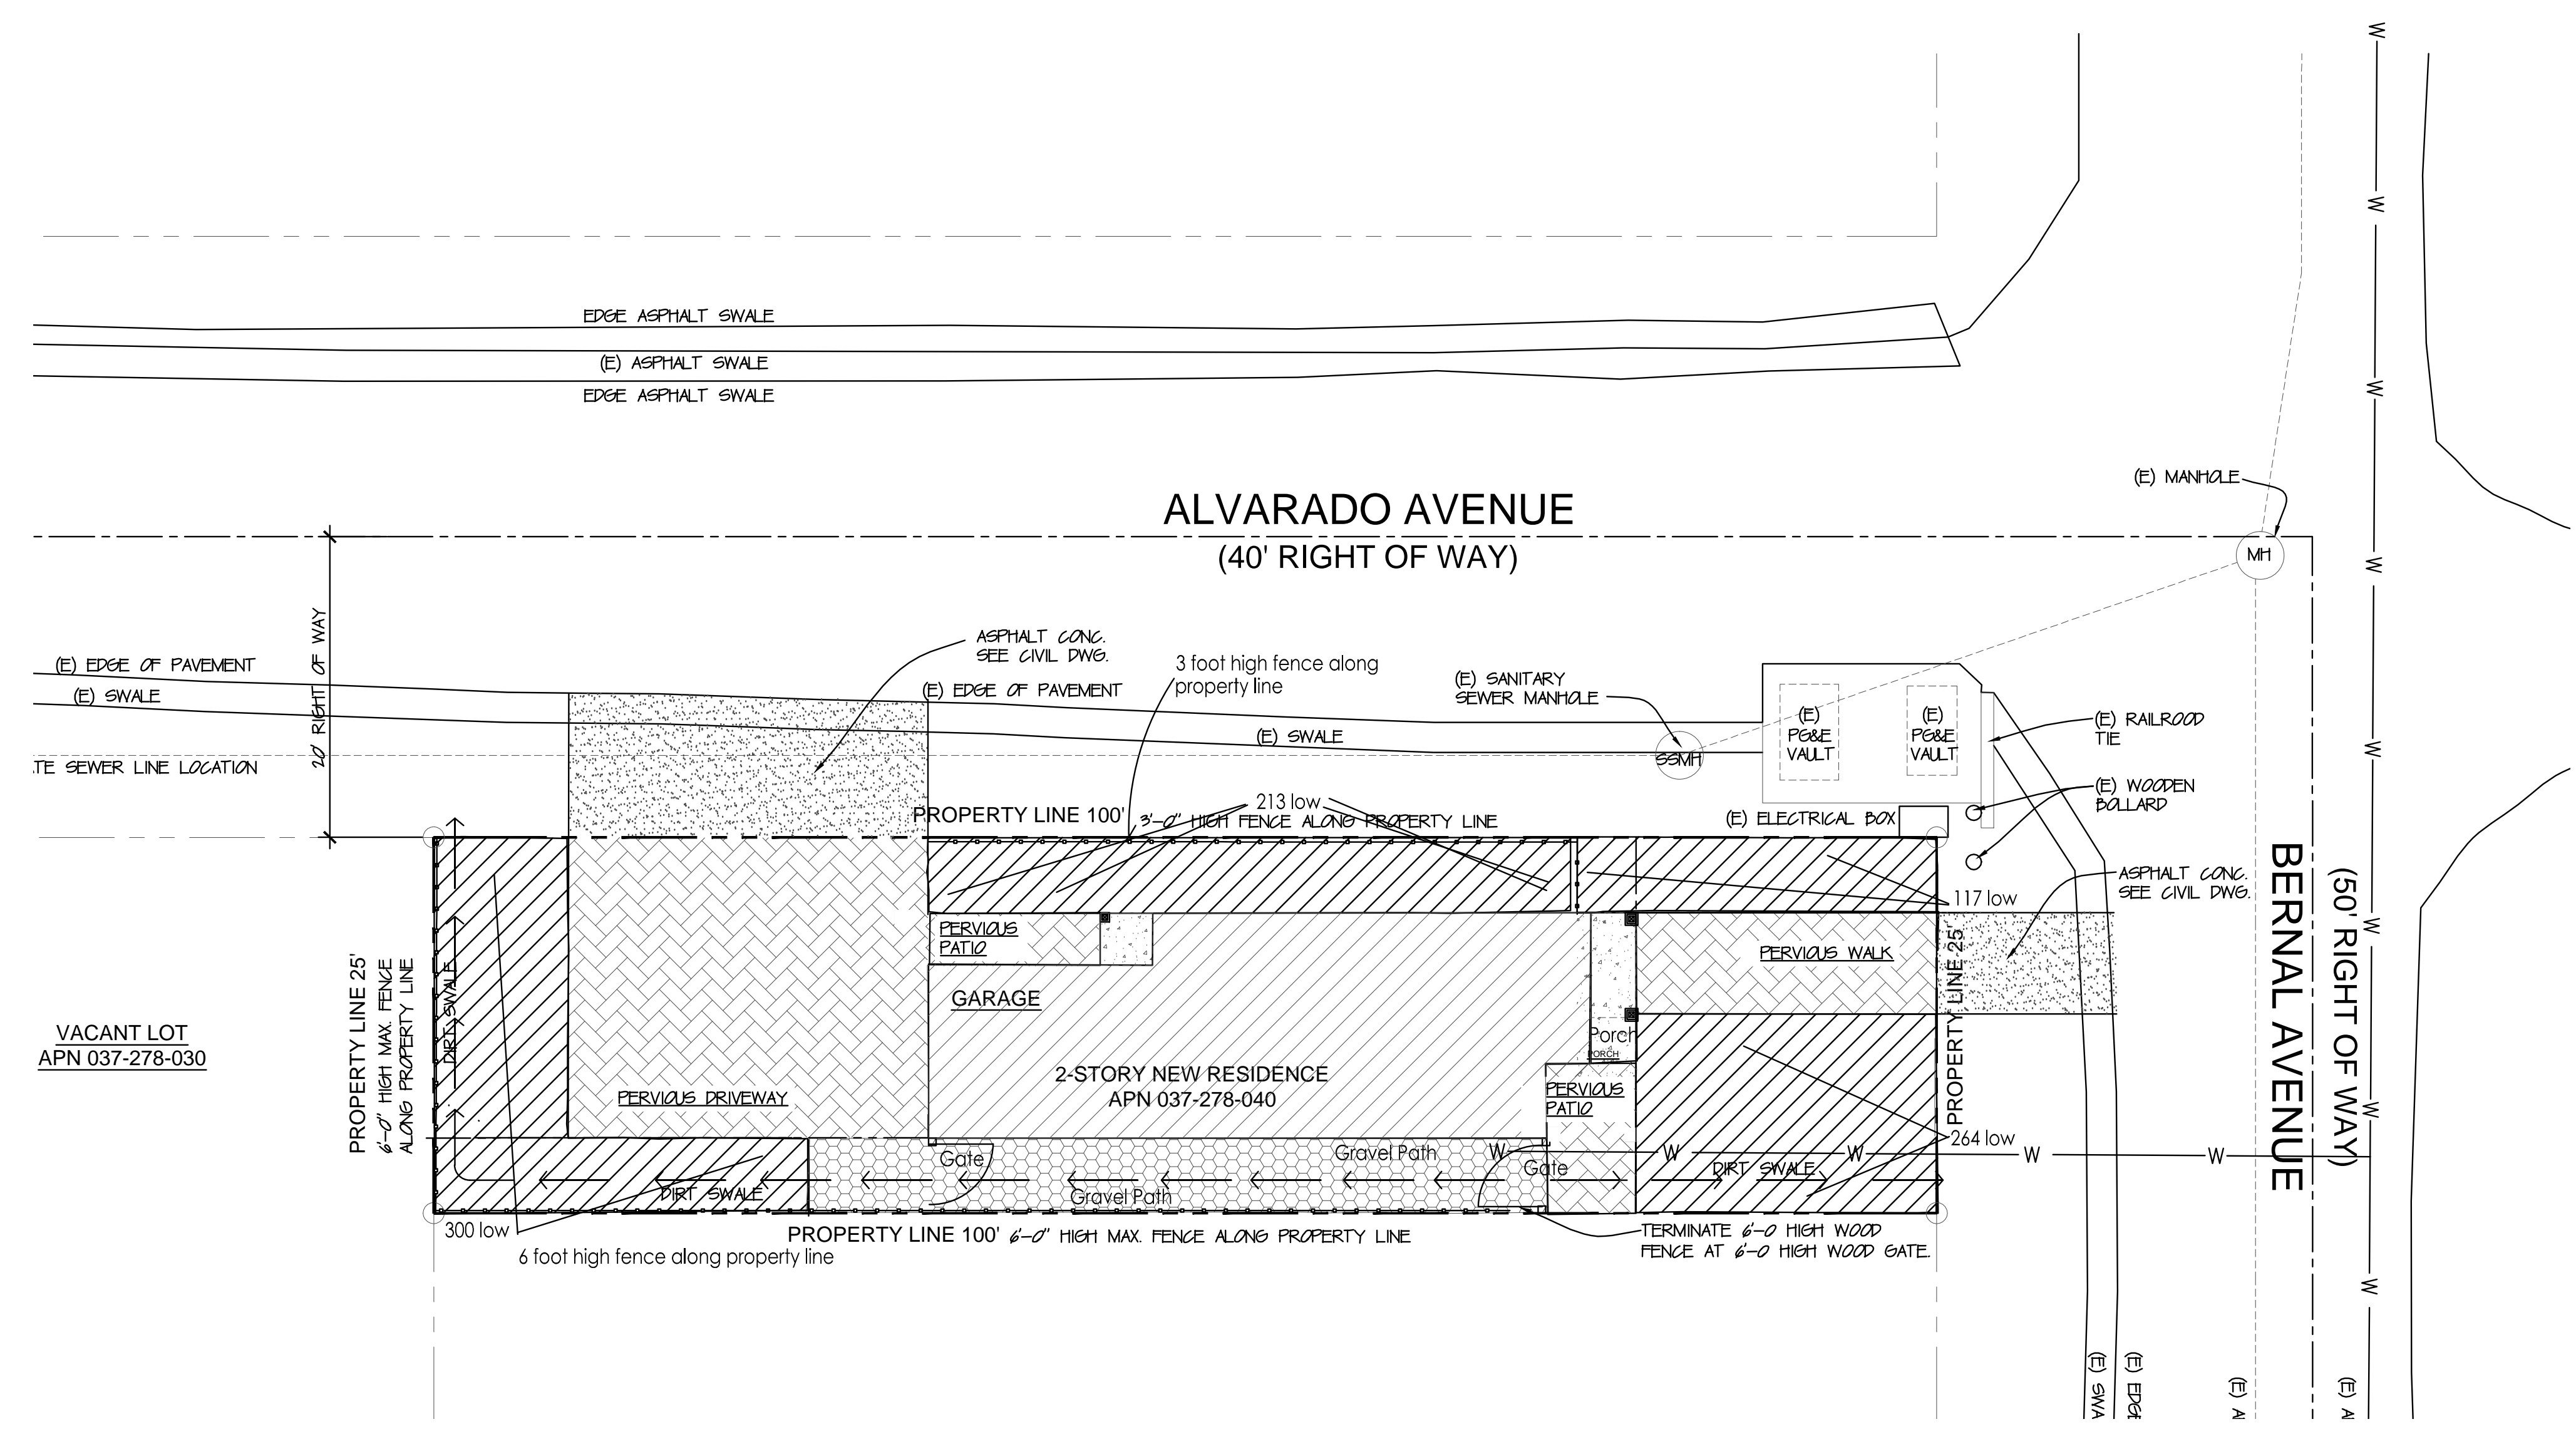 W
W
EDGE ASPHALT SWALE
(E) ASPHALT SWALE
W
EDGE ASPHALT SWALE
(E) MANHOLE
ALVARADO AVENUE
(40' RIGHT OF WAY)
MH
W
20' RIGHT OF WAY
ASPHALT CONC.
SEE CIVIL DWG.
(E) EDGE OF PAVEMENT
(E) SWALE
3 foot high fence along
property line
(E) EDGE OF PAVEMENT
(E) SANITARY
SEWER MANHOLE
(E) SWALE
SSMH
(E)
PG&E
VAULT
(E)
PG&E
VAULT
(E) RAILROOD
TIE
W
TE SEWER LINE LOCATION
(E) WOODEN
BOLLARD
PROPERTY LINE 100'
213 low
3'-0" HIGH FENCE ALONG PROPERTY LINE
(E) ELECTRICAL BOX
ASPHALT CONC.
SEE CIVIL DWG.
117 low
BERNAL AVENUE
(50' RIGHT OF WAY)
W
PERVIOUS
PATIO
PERVIOUS WALK
PROPERTY LINE 25'
PROPERTY LINE 25'
6'-0" HIGH MAX. FENCE
ALONG PROPERTY LINE
DIRT SWALE
GARAGE
VACANT LOT
APN 037-278-030
Porch
PORCH
2-STORY NEW RESIDENCE
APN 037-278-040
PERVIOUS DRIVEWAY
PERVIOUS
PATIO
W
264 low
Gate
Gravel Path
W
W
W
W
W
Gate
DIRT SWALE
DIRT SWALE
Gravel Path
300 low
PROPERTY LINE 100'
6'-0" HIGH MAX. FENCE ALONG PROPERTY LINE
TERMINATE 6'-0 HIGH WOOD
FENCE AT 6'-0 HIGH WOOD GATE.
6 foot high fence along property line
W
(E) SWA
(E) EDGE
(E) A
(E) A